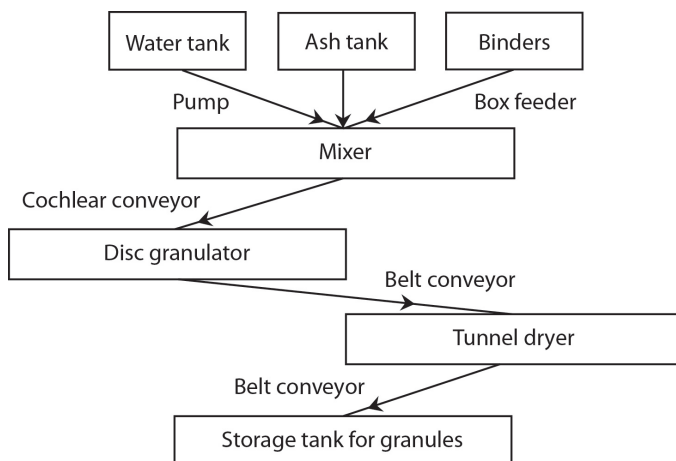 Water tank
Ash tank
Binders
Pump
Box feeder
Mixer
Cochlear conveyor
Disc granulator
Belt conveyor
Tunnel dryer
Belt conveyor
Storage tank for granules